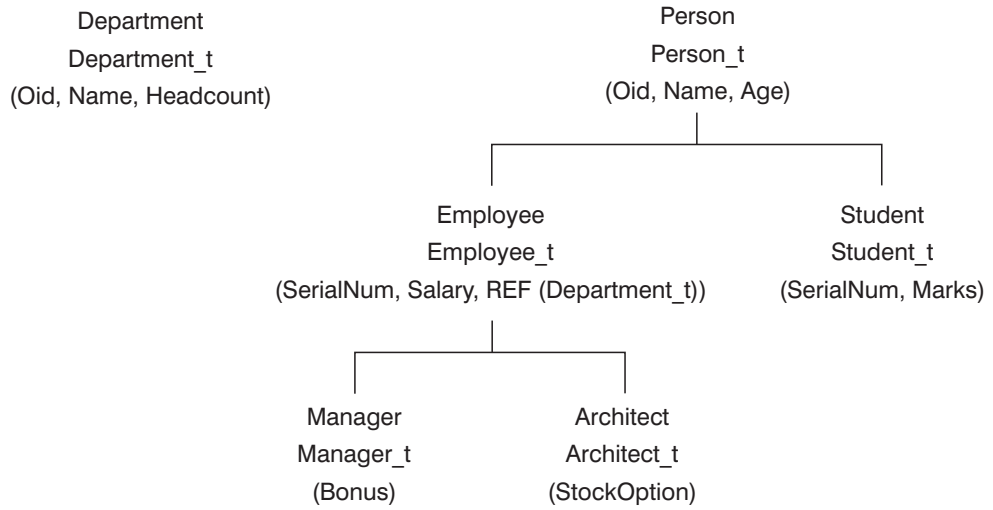 Department
Department_t
(Oid, Name, Headcount)
Person
Person_t
(Oid, Name, Age)
Employee
Employee_t
(SerialNum, Salary, REF (Department_t))
Student
Student_t
(SerialNum, Marks)
Manager
Manager_t
(Bonus)
Architect
Architect_t
(StockOption)